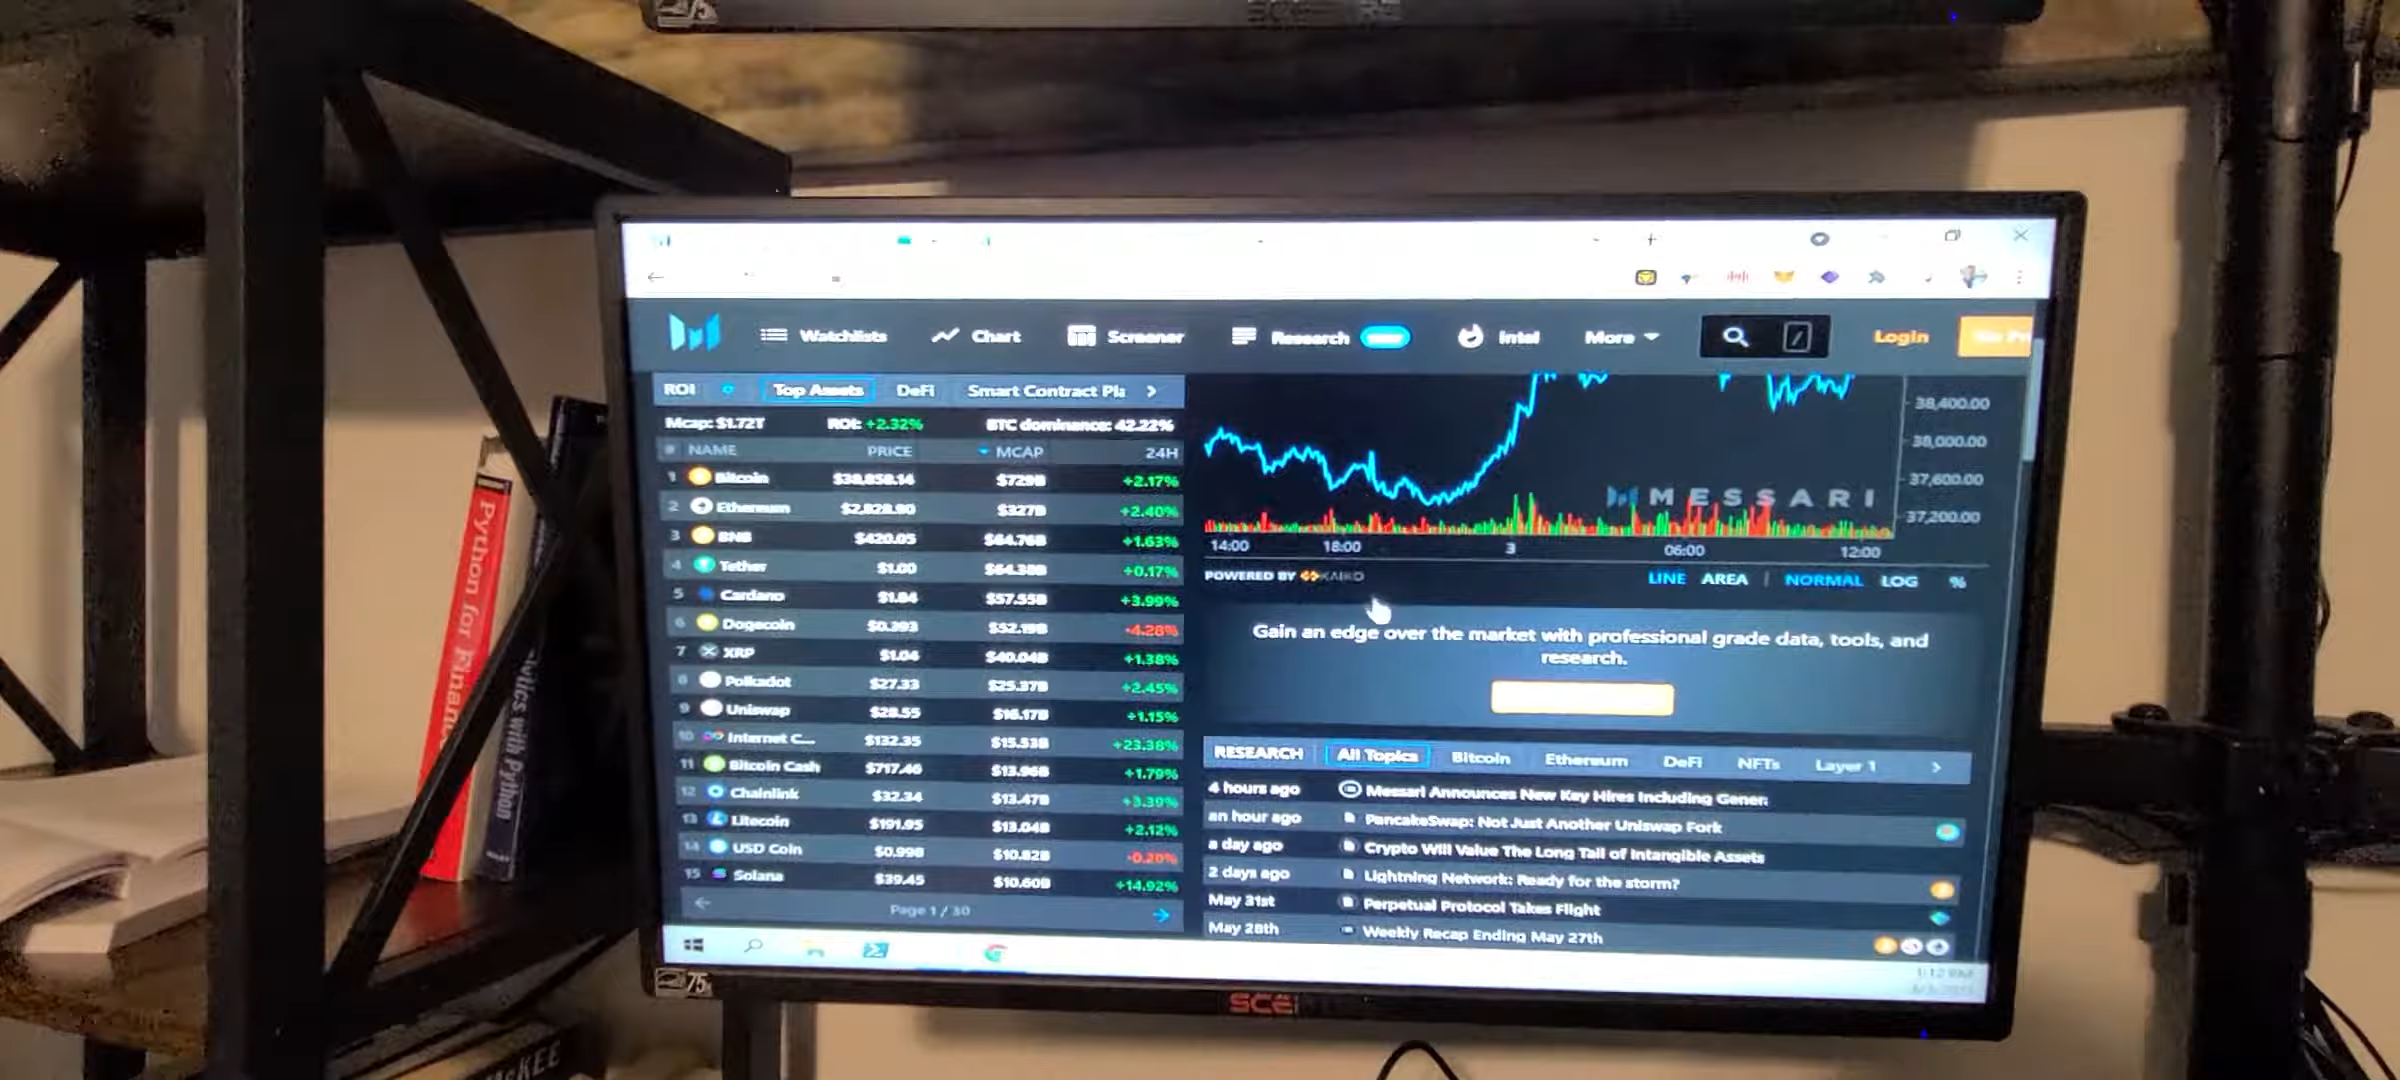 Watchlists Chart Screener Research Intel More / Login
ROI Top Assets DeFi Smart Contract Pla
Mcap: $1.72T ROI: +2.32% BTC dominance: 42.22%
# NAME PRICE MCAP 24H
1 Bitcoin $38,858.14 $729B +2.17%
2 Ethereum $2,828.90 $327B +2.40%
3 BNB $420.05 $64.76B +1.63%
4 Tether $1.00 $64.38B +0.17%
5 Cardano $1.84 $57.55B +3.99%
6 Dogecoin $0.393 $52.19B -4.28%
7 XRP $1.04 $40.04B +1.38%
8 Polkadot $27.33 $25.37B +2.45%
9 Uniswap $28.55 $16.17B +1.15%
10 Internet C... $132.35 $15.53B +23.38%
11 Bitcoin Cash $717.46 $13.96B +1.79%
12 Chainlink $32.34 $13.47B +3.39%
13 Litecoin $191.95 $13.04B +2.12%
14 USD Coin $0.998 $10.82B -0.20%
15 Solana $39.45 $10.60B +14.92%
Page 1 / 30
38,400.00
38,000.00
37,600.00
37,200.00
MESSARI
14:00 18:00 3 06:00 12:00
POWERED BY KAIKO
LINE AREA | NORMAL LOG %
Gain an edge over the market with professional grade data, tools, and
research.
RESEARCH All Topics Bitcoin Ethereum DeFi NFTs Layer 1
4 hours ago Messari Announces New Key Hires Including Gener
an hour ago PancakeSwap: Not Just Another Uniswap Fork
a day ago Crypto Will Value The Long Tail of Intangible Assets
2 days ago Lightning Network: Ready for the storm?
May 31st Perpetual Protocol Takes Flight
May 28th Weekly Recap Ending May 27th
75
SCE
Python for Financ
lytics with Python
McKEE